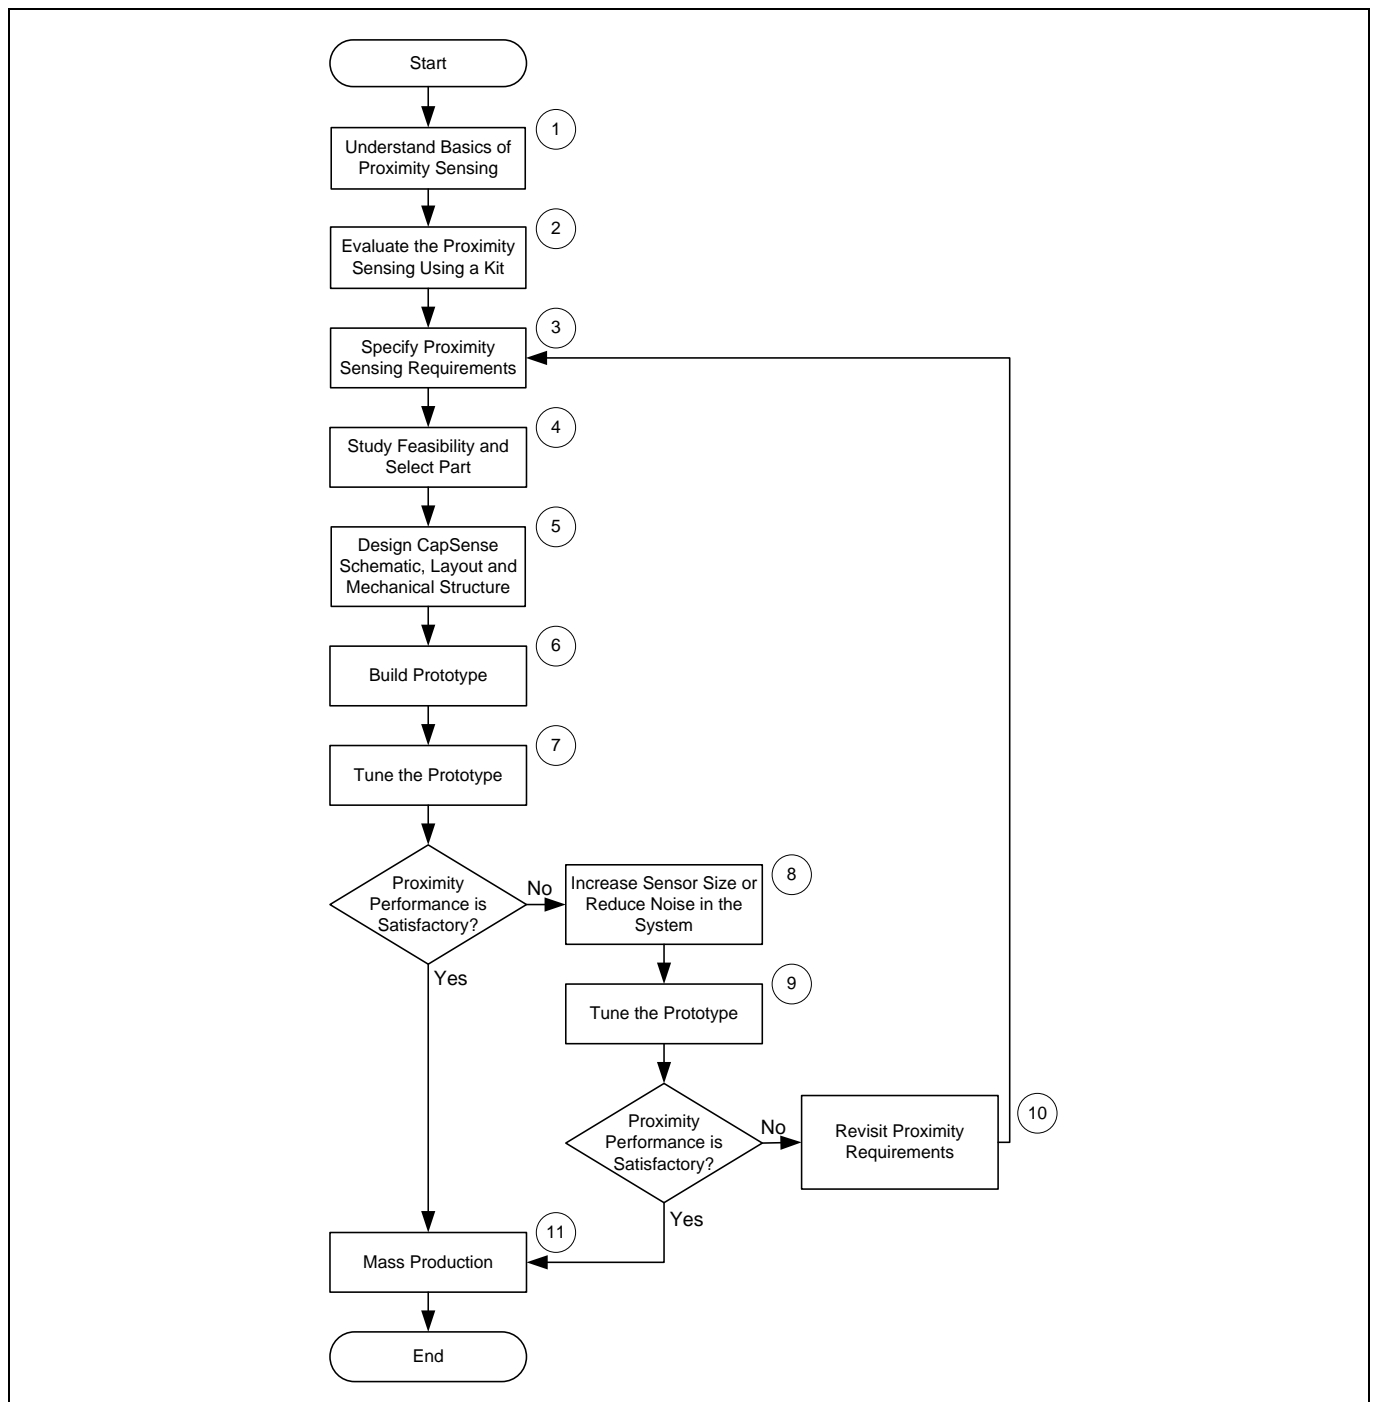 Start
1
Understand Basics of
Proximity Sensing
2
Evaluate the Proximity
Sensing Using a Kit
3
Specify Proximity
Sensing Requirements
4
Study Feasibility and
Select Part
5
Design CapSense
Schematic, Layout and
Mechanical Structure
6
Build Prototype
7
Tune the Prototype
Proximity
Performance is
Satisfactory?
No
Yes
8
Increase Sensor Size or
Reduce Noise in the
System
9
Tune the Prototype
Proximity
Performance is
Satisfactory?
No
Yes
10
Revisit Proximity
Requirements
11
Mass Production
End